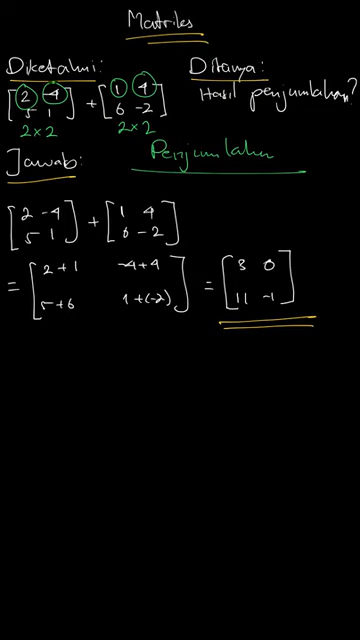 Matriks
Diketahui: Ditanya:
[2 -4] + [1 4] Hasil penjumlahan?
[5 1] [6 -2]
2×2 2×2
Jawab: Penjumlahan
[2 -4] + [1 4]
[5 1] [6 -2]
= [2+1 -4+4] = [3 0]
[5+6 1+(-2)] [11 -1]